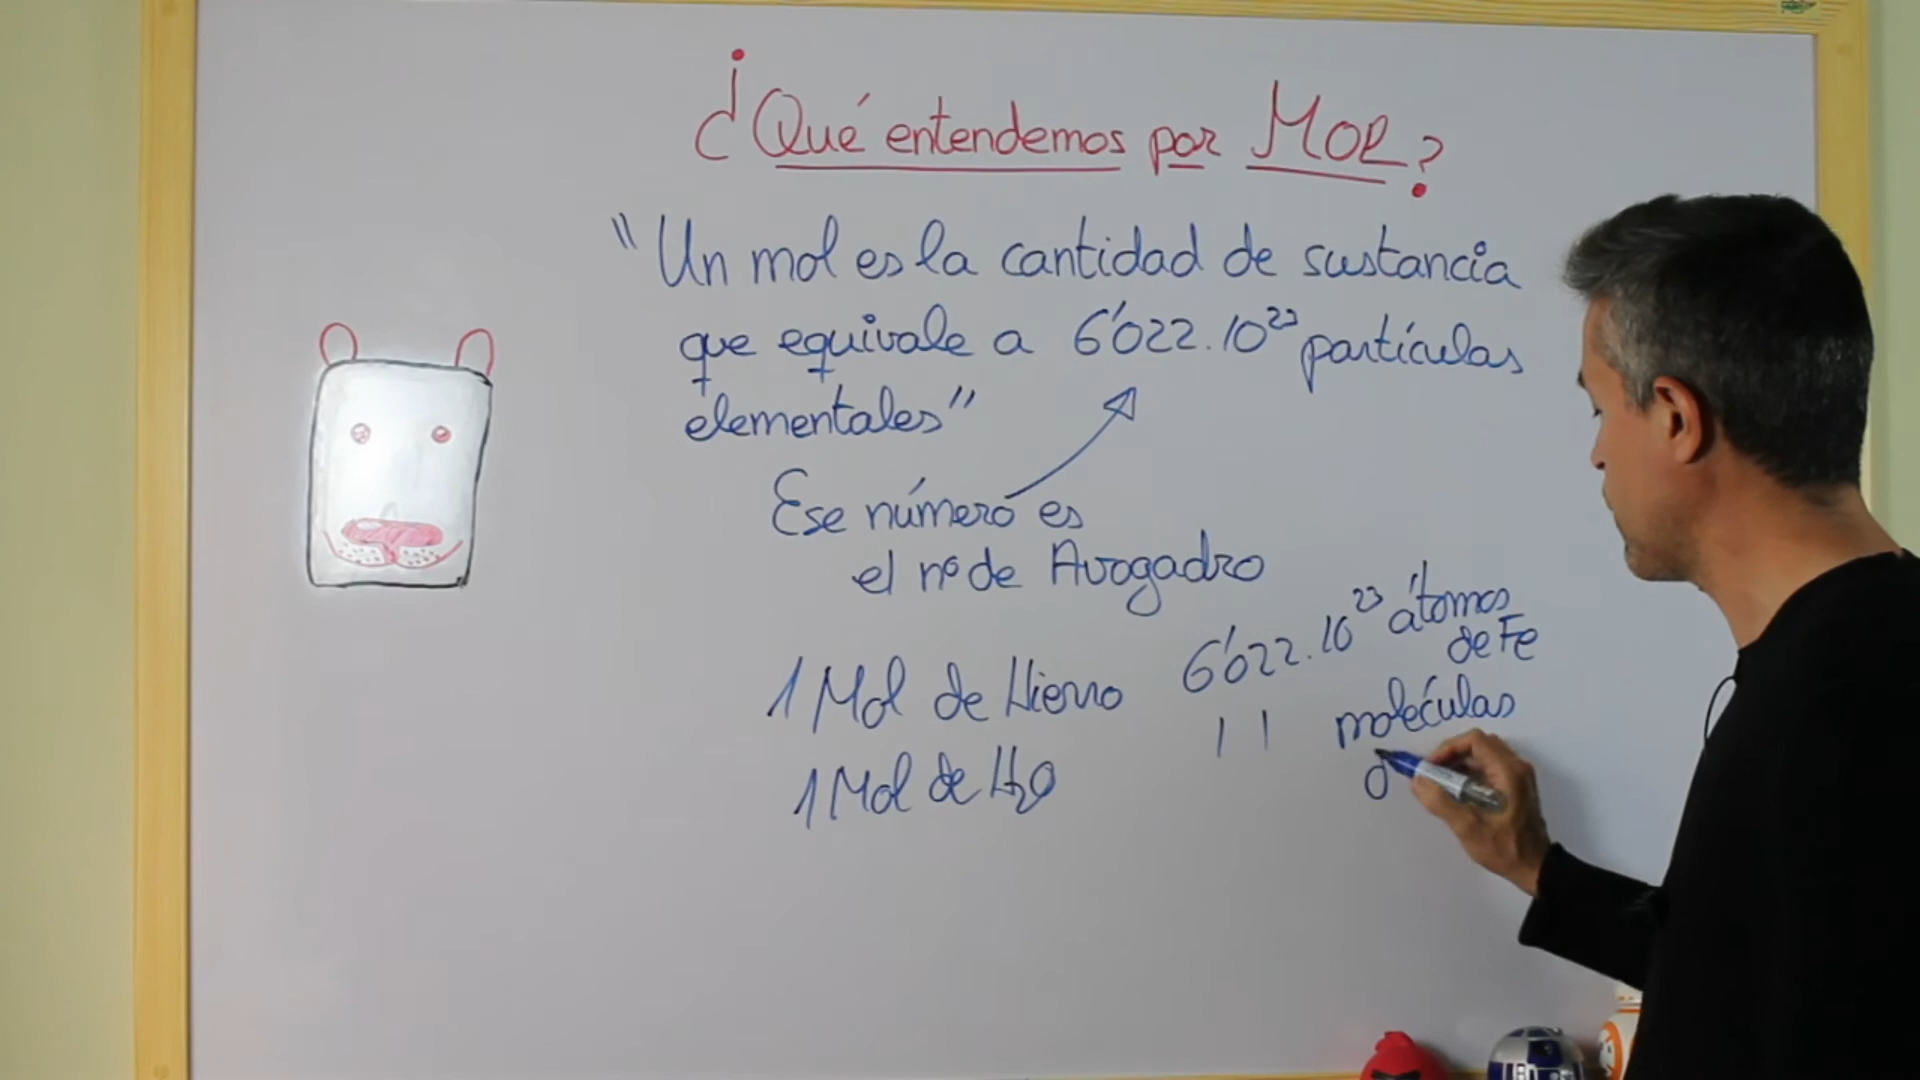 ¿Qué entendemos por MOL?
"Un mol es la cantidad de sustancia
que equivale a 6'022.10²³ partículas
elementales"
Ese número es
el nº de Avogadro
1 Mol de Hierro 6'022.10²³ átomos
de Fe
1 Mol de H₂O | | moléculas
d